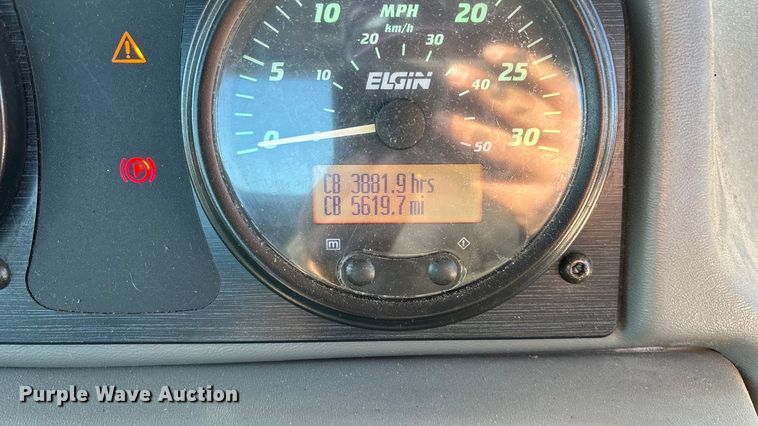 10 MPH 20
km/h
20 30
5 10 ELGIN 40 25
0 50 30
CB 3881.9 hrs
CB 5619.7 mi
m
P
Purple Wave Auction